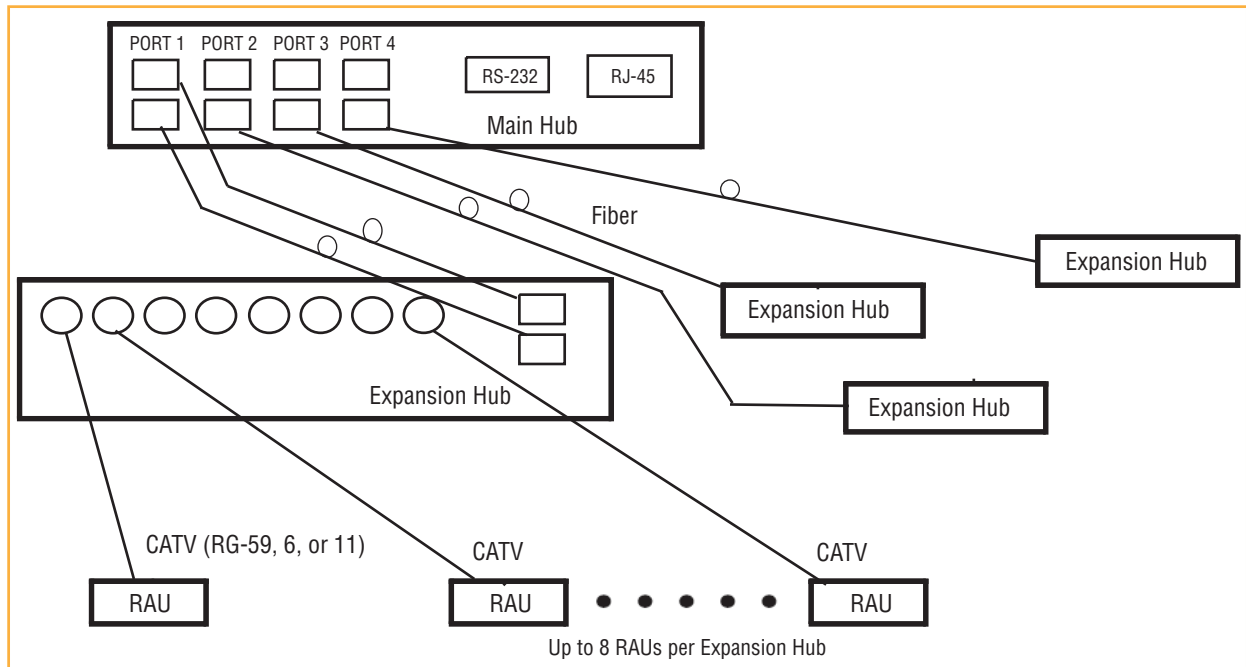 PORT 1 PORT 2 PORT 3 PORT 4
RS-232
RJ-45
Main Hub
Fiber
Expansion Hub
Expansion Hub
Expansion Hub
Expansion Hub
CATV (RG-59, 6, or 11)
CATV
CATV
RAU
RAU
RAU
Up to 8 RAUs per Expansion Hub